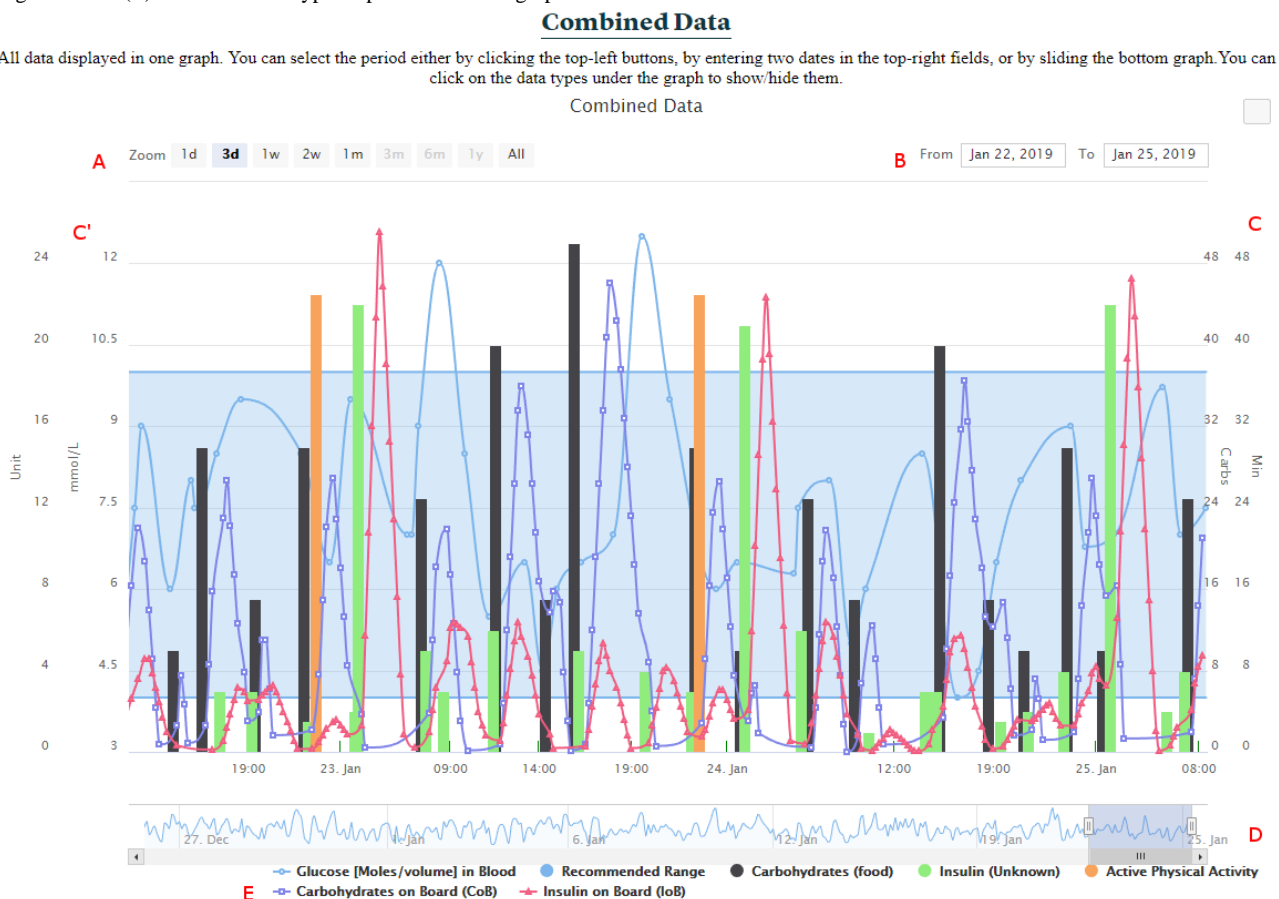 Combined Data
All data displayed in one graph. You can select the period either by clicking the top-left buttons, by entering two dates in the top-right fields, or by sliding the bottom graph.You can
click on the data types under the graph to show/hide them.
Combined Data
A Zoom 1d 3d 1w 2w 1m 3m 6m 1y All B From Jan 22, 2019 To Jan 25, 2019
C' C
24 12 48 48
20 10.5 40 40
16 9 32 32
Unit mmol/L Carbs Min
12 7.5 24 24
8 6 16 16
4 4.5 8 8
0 3 0 0
19:00 23. Jan 09:00 14:00 19:00 24. Jan 12:00 19:00 25. Jan 08:00
27. Dec 1. Jan 6. Jan 12. Jan 19. Jan 25. Jan D
Glucose [Moles/volume] in Blood Recommended Range Carbohydrates (food) Insulin (Unknown) Active Physical Activity
E Carbohydrates on Board (CoB) Insulin on Board (IoB)